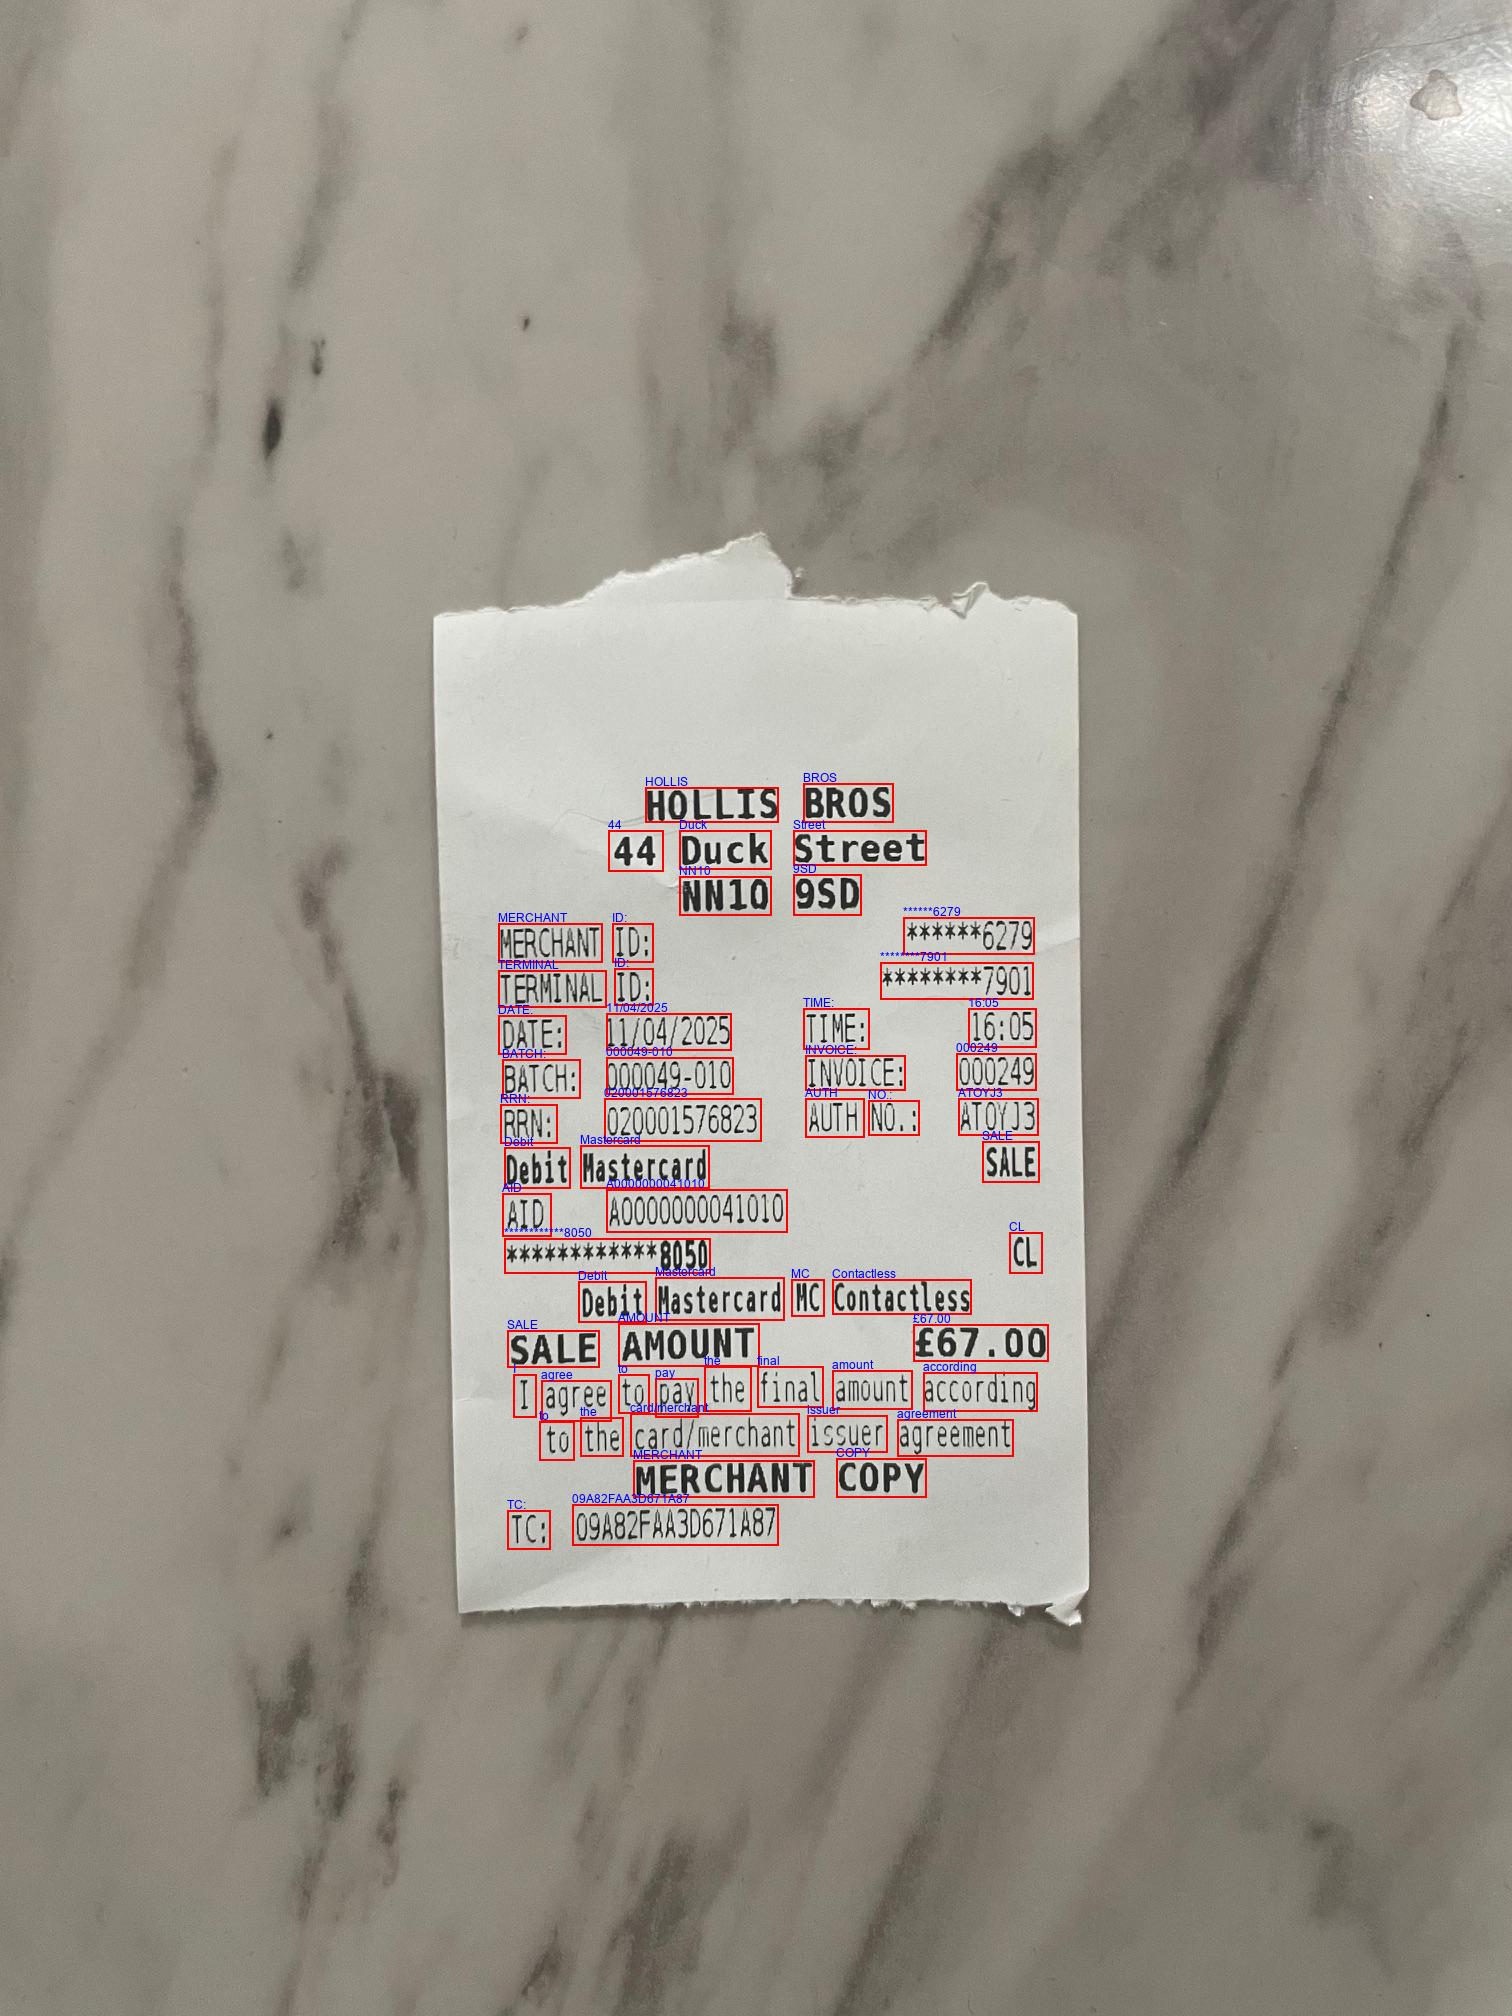 HOLLIS BROS
44 Duck Street
NN10 9SD
MERCHANT ID: ******6279
TERMINAL ID: ********7901
DATE: 11/04/2025 TIME: 16:05
BATCH: 000049-010 INVOICE: 000249
RRN: 020001576823 AUTH NO.: ATOYJ3
Debit Mastercard SALE
AID A0000000041010
************8050 CL
Debit Mastercard MC Contactless
SALE AMOUNT £67.00
I agree to pay the final amount according
to the card/merchant issuer agreement
MERCHANT COPY
TC: 09A82FAA3D671A87